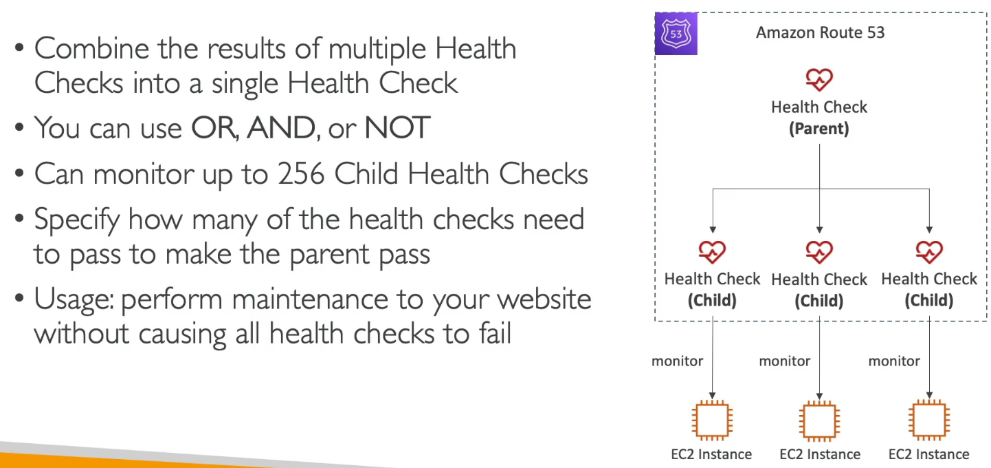 • Combine the results of multiple Health
Checks into a single Health Check
• You can use OR, AND, or NOT
• Can monitor up to 256 Child Health Checks
• Specify how many of the health checks need
to pass to make the parent pass
• Usage: perform maintenance to your website
without causing all health checks to fail
53
Amazon Route 53
Health Check
(Parent)
Health Check
(Child)
Health Check
(Child)
Health Check
(Child)
monitor
monitor
monitor
EC2 Instance
EC2 Instance
EC2 Instance